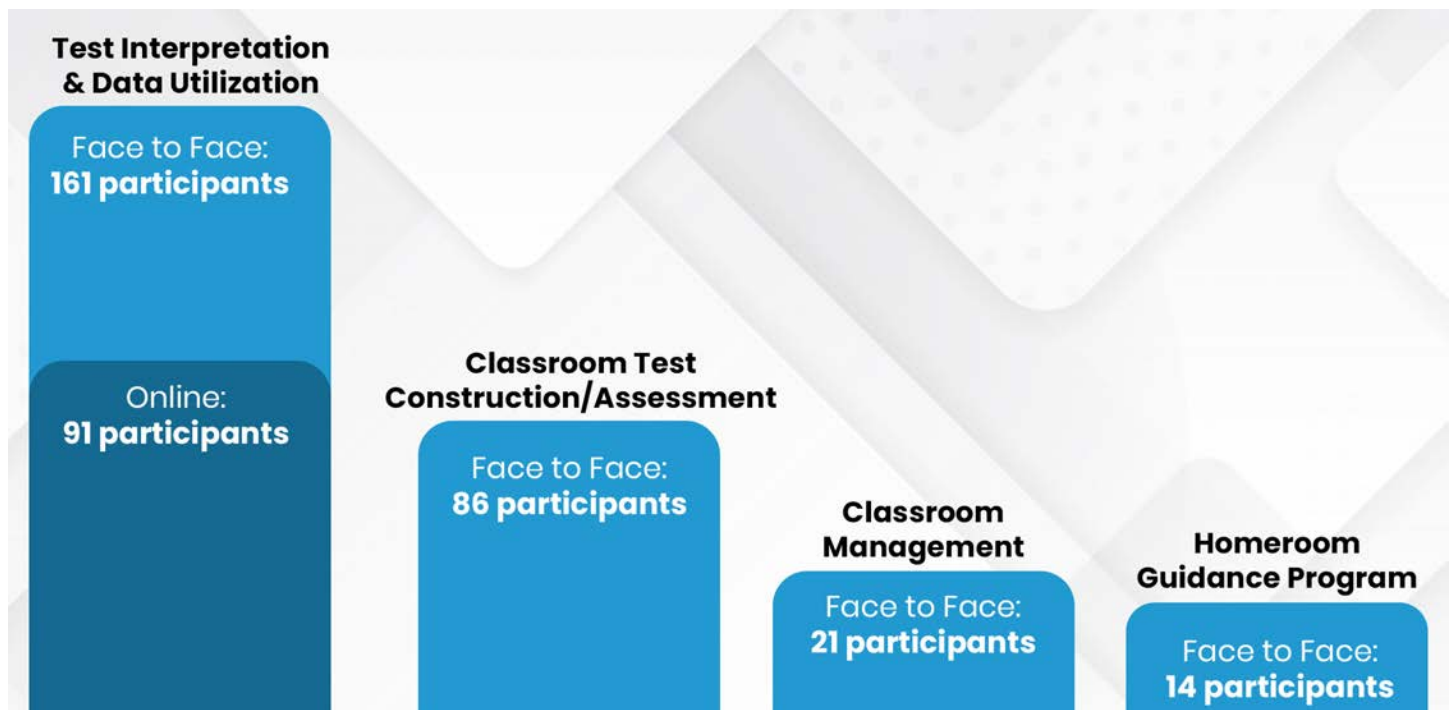 Test Interpretation
& Data Utilization
Face to Face:
161 participants
Online:
91 participants
Classroom Test
Construction/Assessment
Face to Face:
86 participants
Classroom
Management
Face to Face:
21 participants
Homeroom
Guidance Program
Face to Face:
14 participants